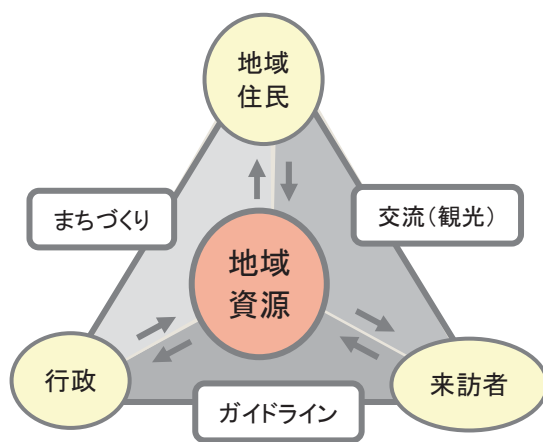 地域
住民
まちづくり
交流（観光）
地域
資源
行政
来訪者
ガイドライン